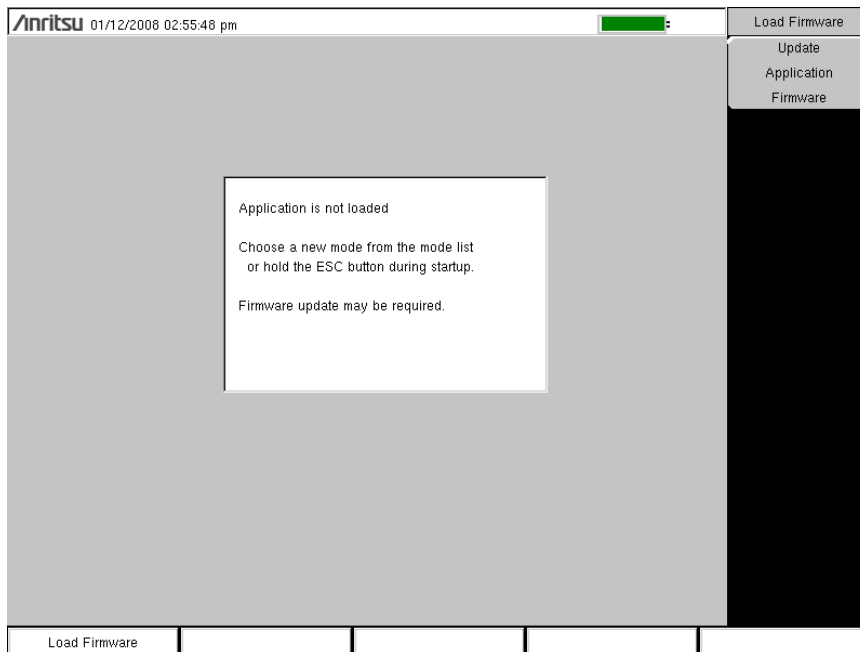 Anritsu 01/12/2008 02:55:48 pm
Load Firmware
Update
Application
Firmware
Application is not loaded
Choose a new mode from the mode list
or hold the ESC button during startup.
Firmware update may be required.
Load Firmware